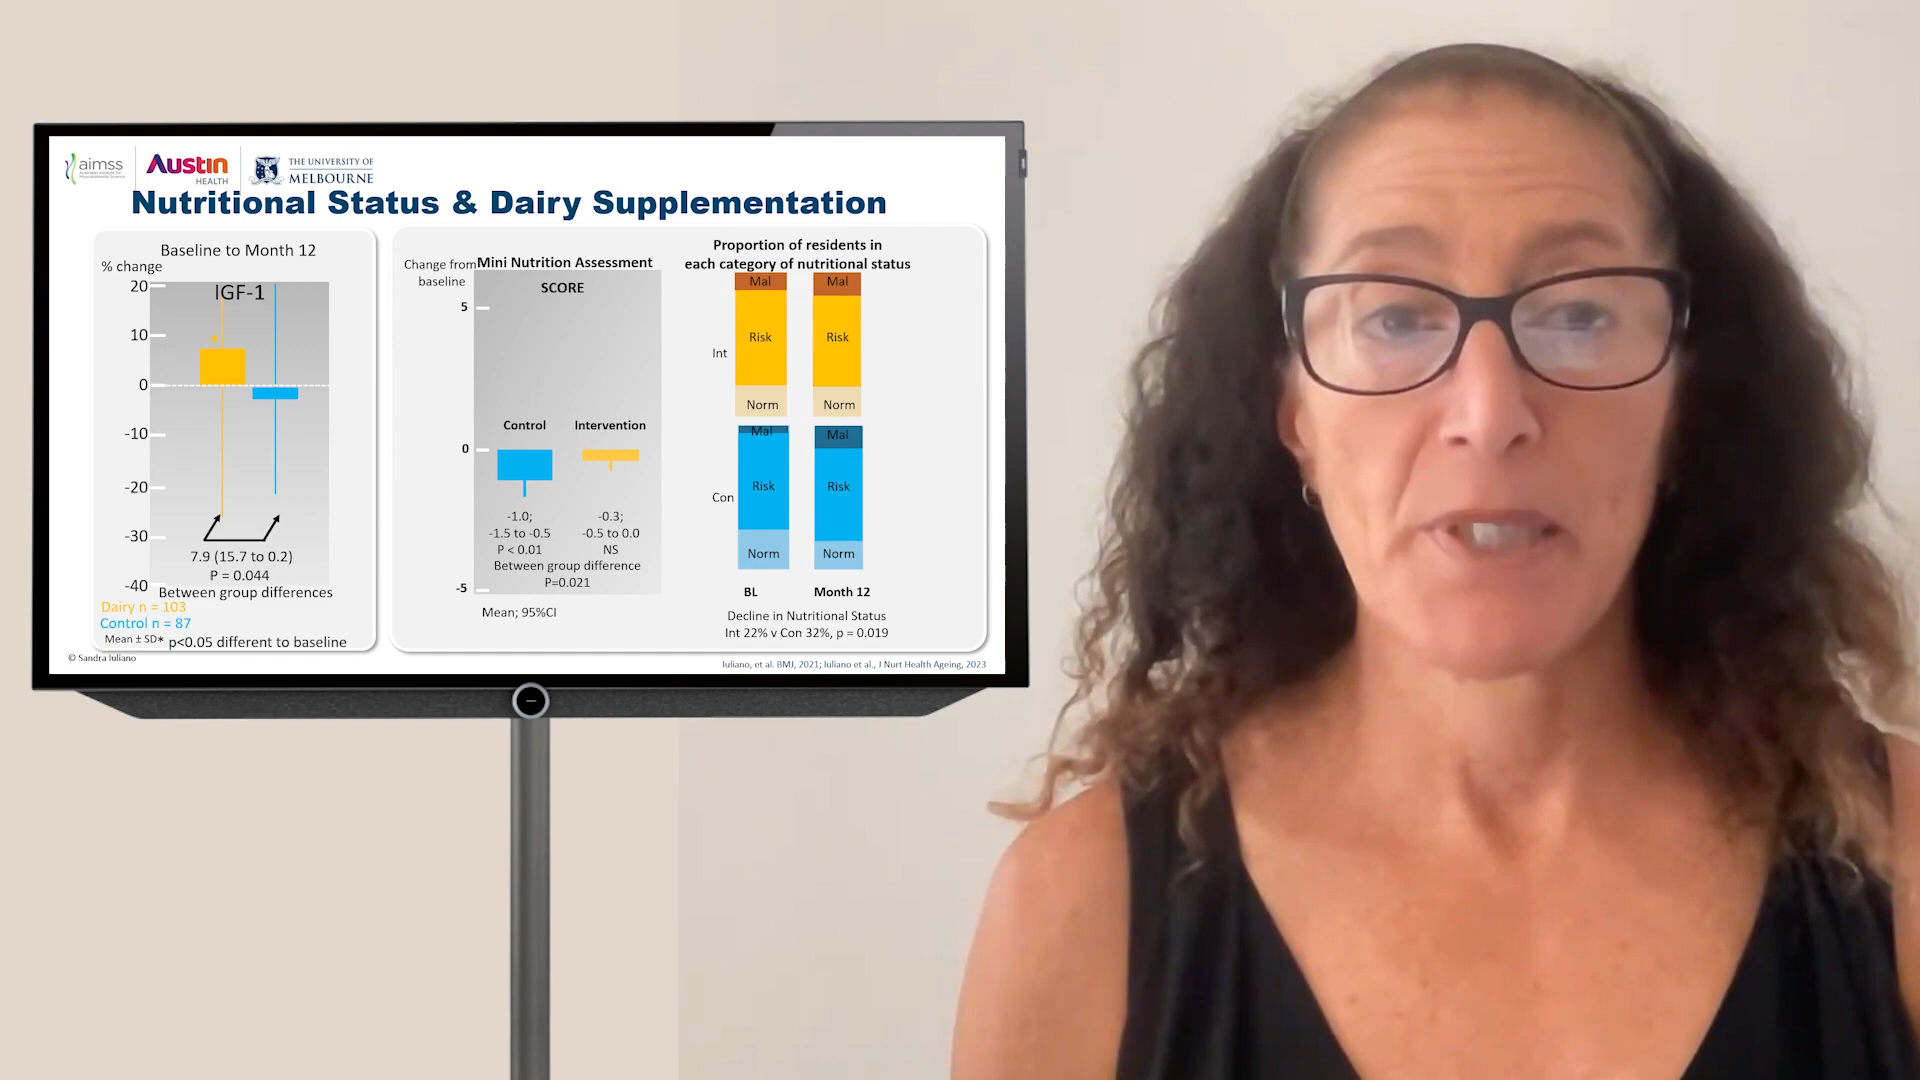 aimss
Austin
HEALTH
THE UNIVERSITY OF
MELBOURNE
Nutritional Status & Dairy Supplementation
Baseline to Month 12
% change
IGF-1
20
10
0
-10
-20
-30
-40
7.9 (15.7 to 0.2)
P = 0.044
Between group differences
Dairy n = 103
Control n = 87
Mean ± SD* p<0.05 different to baseline
© Sandra Iuliano
Change from
baseline
Mini Nutrition Assessment
SCORE
5
0
-5
Control
Intervention
-1.0;
-1.5 to -0.5
P < 0.01
-0.3;
-0.5 to 0.0
NS
Between group difference
P=0.021
Mean; 95%CI
Proportion of residents in
each category of nutritional status
Mal
Mal
Risk
Risk
Int
Norm
Norm
Mal
Mal
Risk
Risk
Con
Norm
Norm
BL
Month 12
Decline in Nutritional Status
Int 22% v Con 32%, p = 0.019
Iuliano, et al. BMJ, 2021; Iuliano et al., J Nurt Health Ageing, 2023